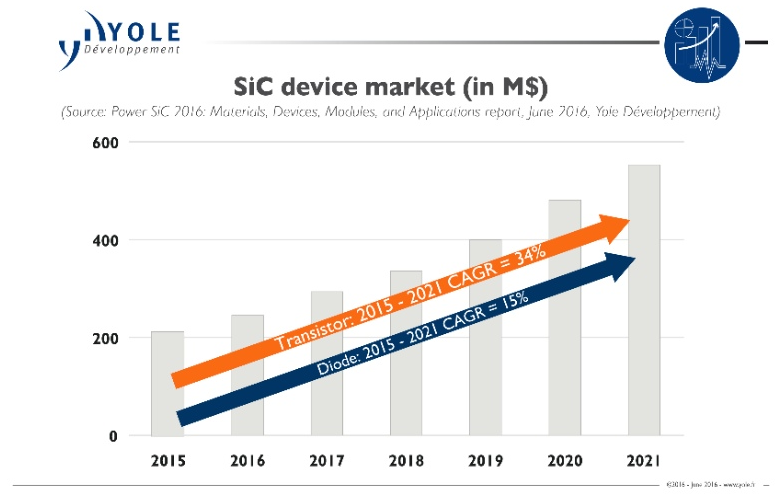 YOLE
Développement
SiC device market (in M$)
(Source: Power SiC 2016: Materials, Devices, Modules, and Applications report, June 2016, Yole Développement)
600
400
200
0
Transistor: 2015 - 2021 CAGR = 34%
Diode: 2015 - 2021 CAGR = 15%
2015 2016 2017 2018 2019 2020 2021
©2016 - June 2016 - www.yole.fr